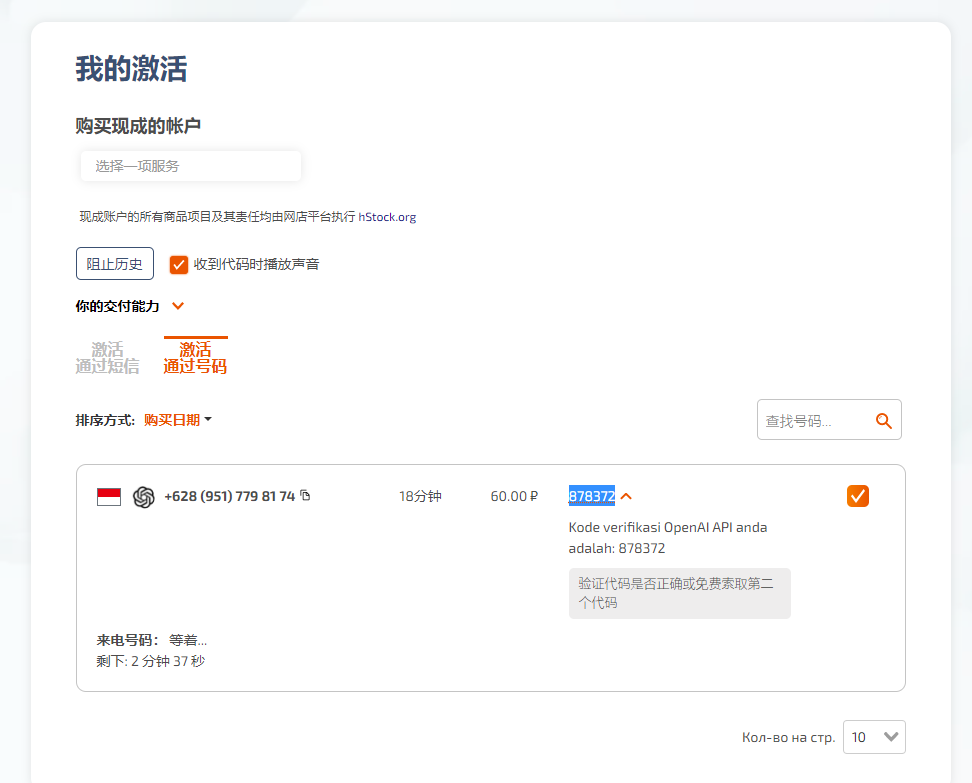 我的激活
购买现成的帐户
选择一项服务
现成账户的所有商品项目及其责任均由网店平台执行 hStock.org
阻止历史
收到代码时播放声音
你的交付能力
激活
通过短信
激活
通过号码
排序方式: 购买日期
查找号码...
+628 (951) 779 81 74
18分钟
60.00 ₽
878372
Kode verifikasi OpenAI API anda
adalah: 878372
验证代码是否正确或免费索取第二
个代码
来电号码： 等着...
剩下: 2 分钟 37 秒
Кол-во на стр. 10